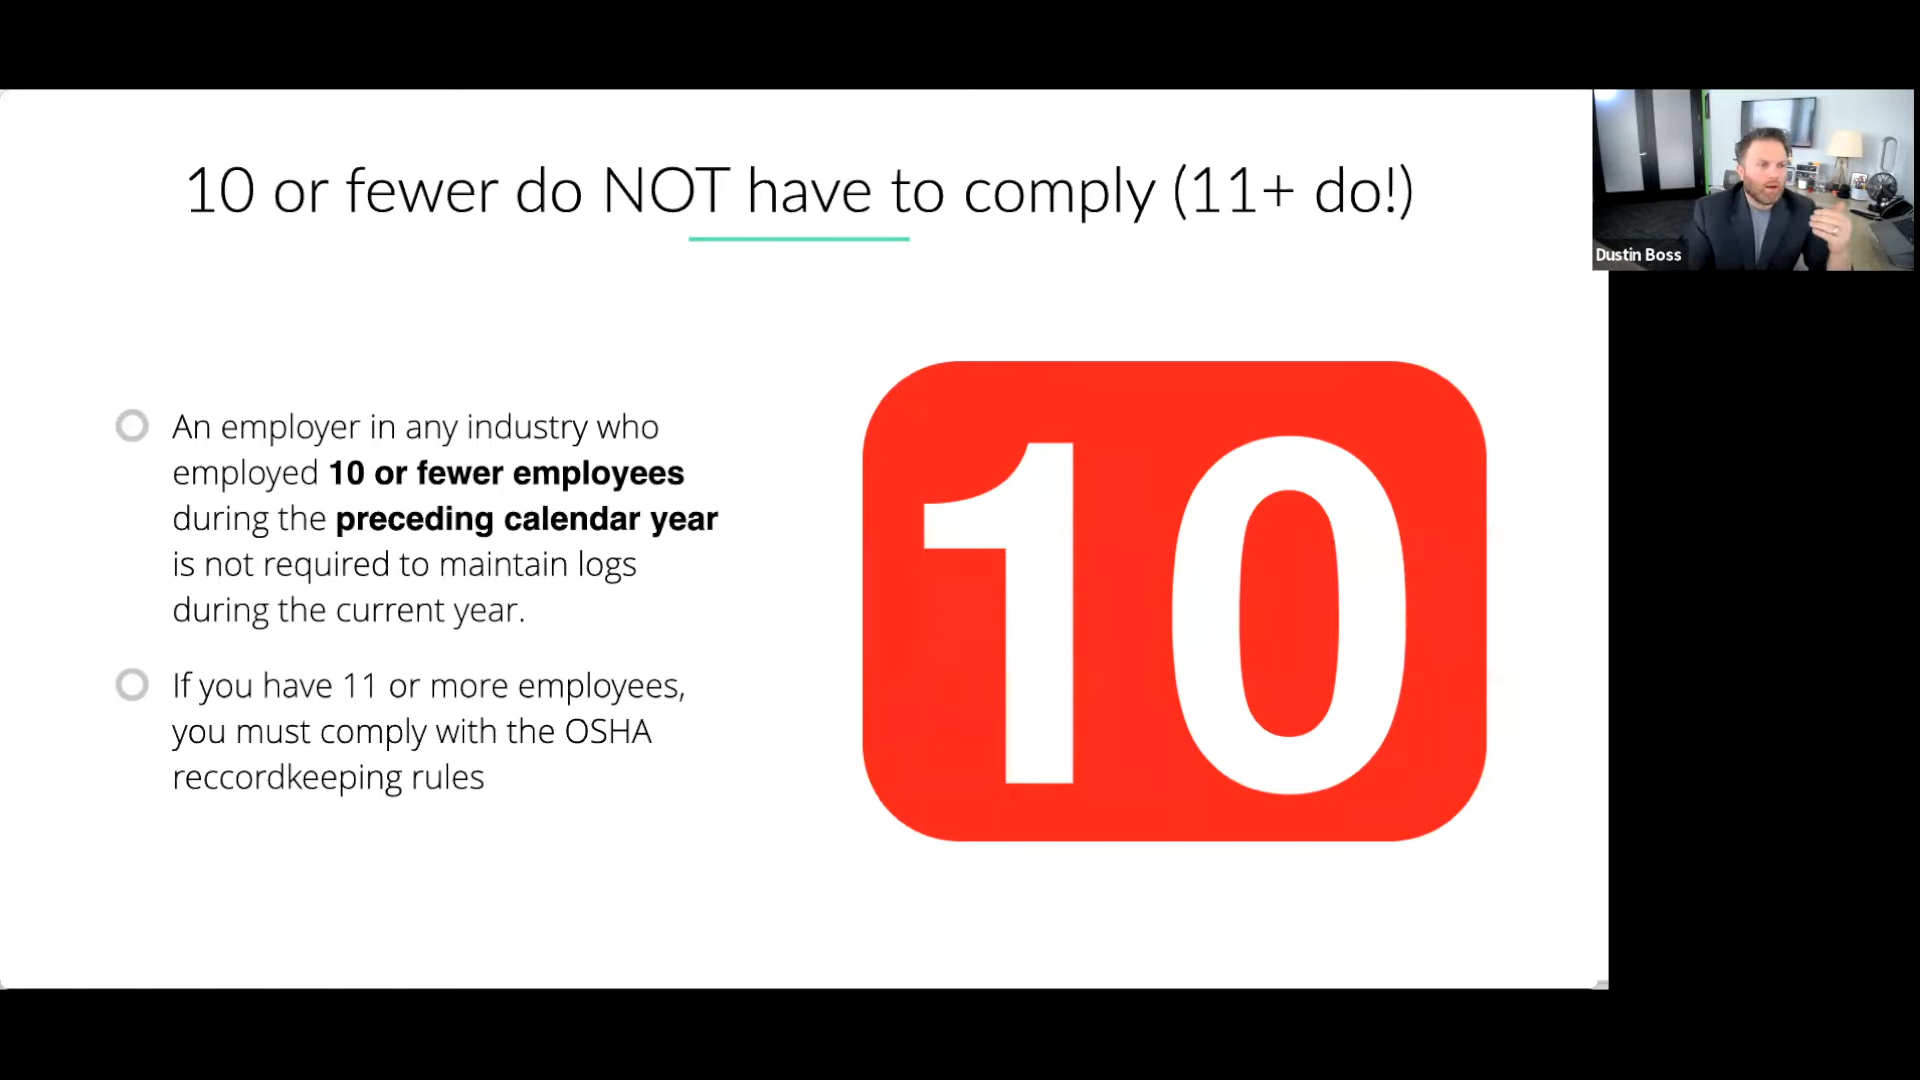 10 or fewer do NOT have to comply (11+ do!)
Dustin Boss
An employer in any industry who
employed 10 or fewer employees
during the preceding calendar year
is not required to maintain logs
during the current year.
If you have 11 or more employees,
you must comply with the OSHA
reccordkeeping rules
10